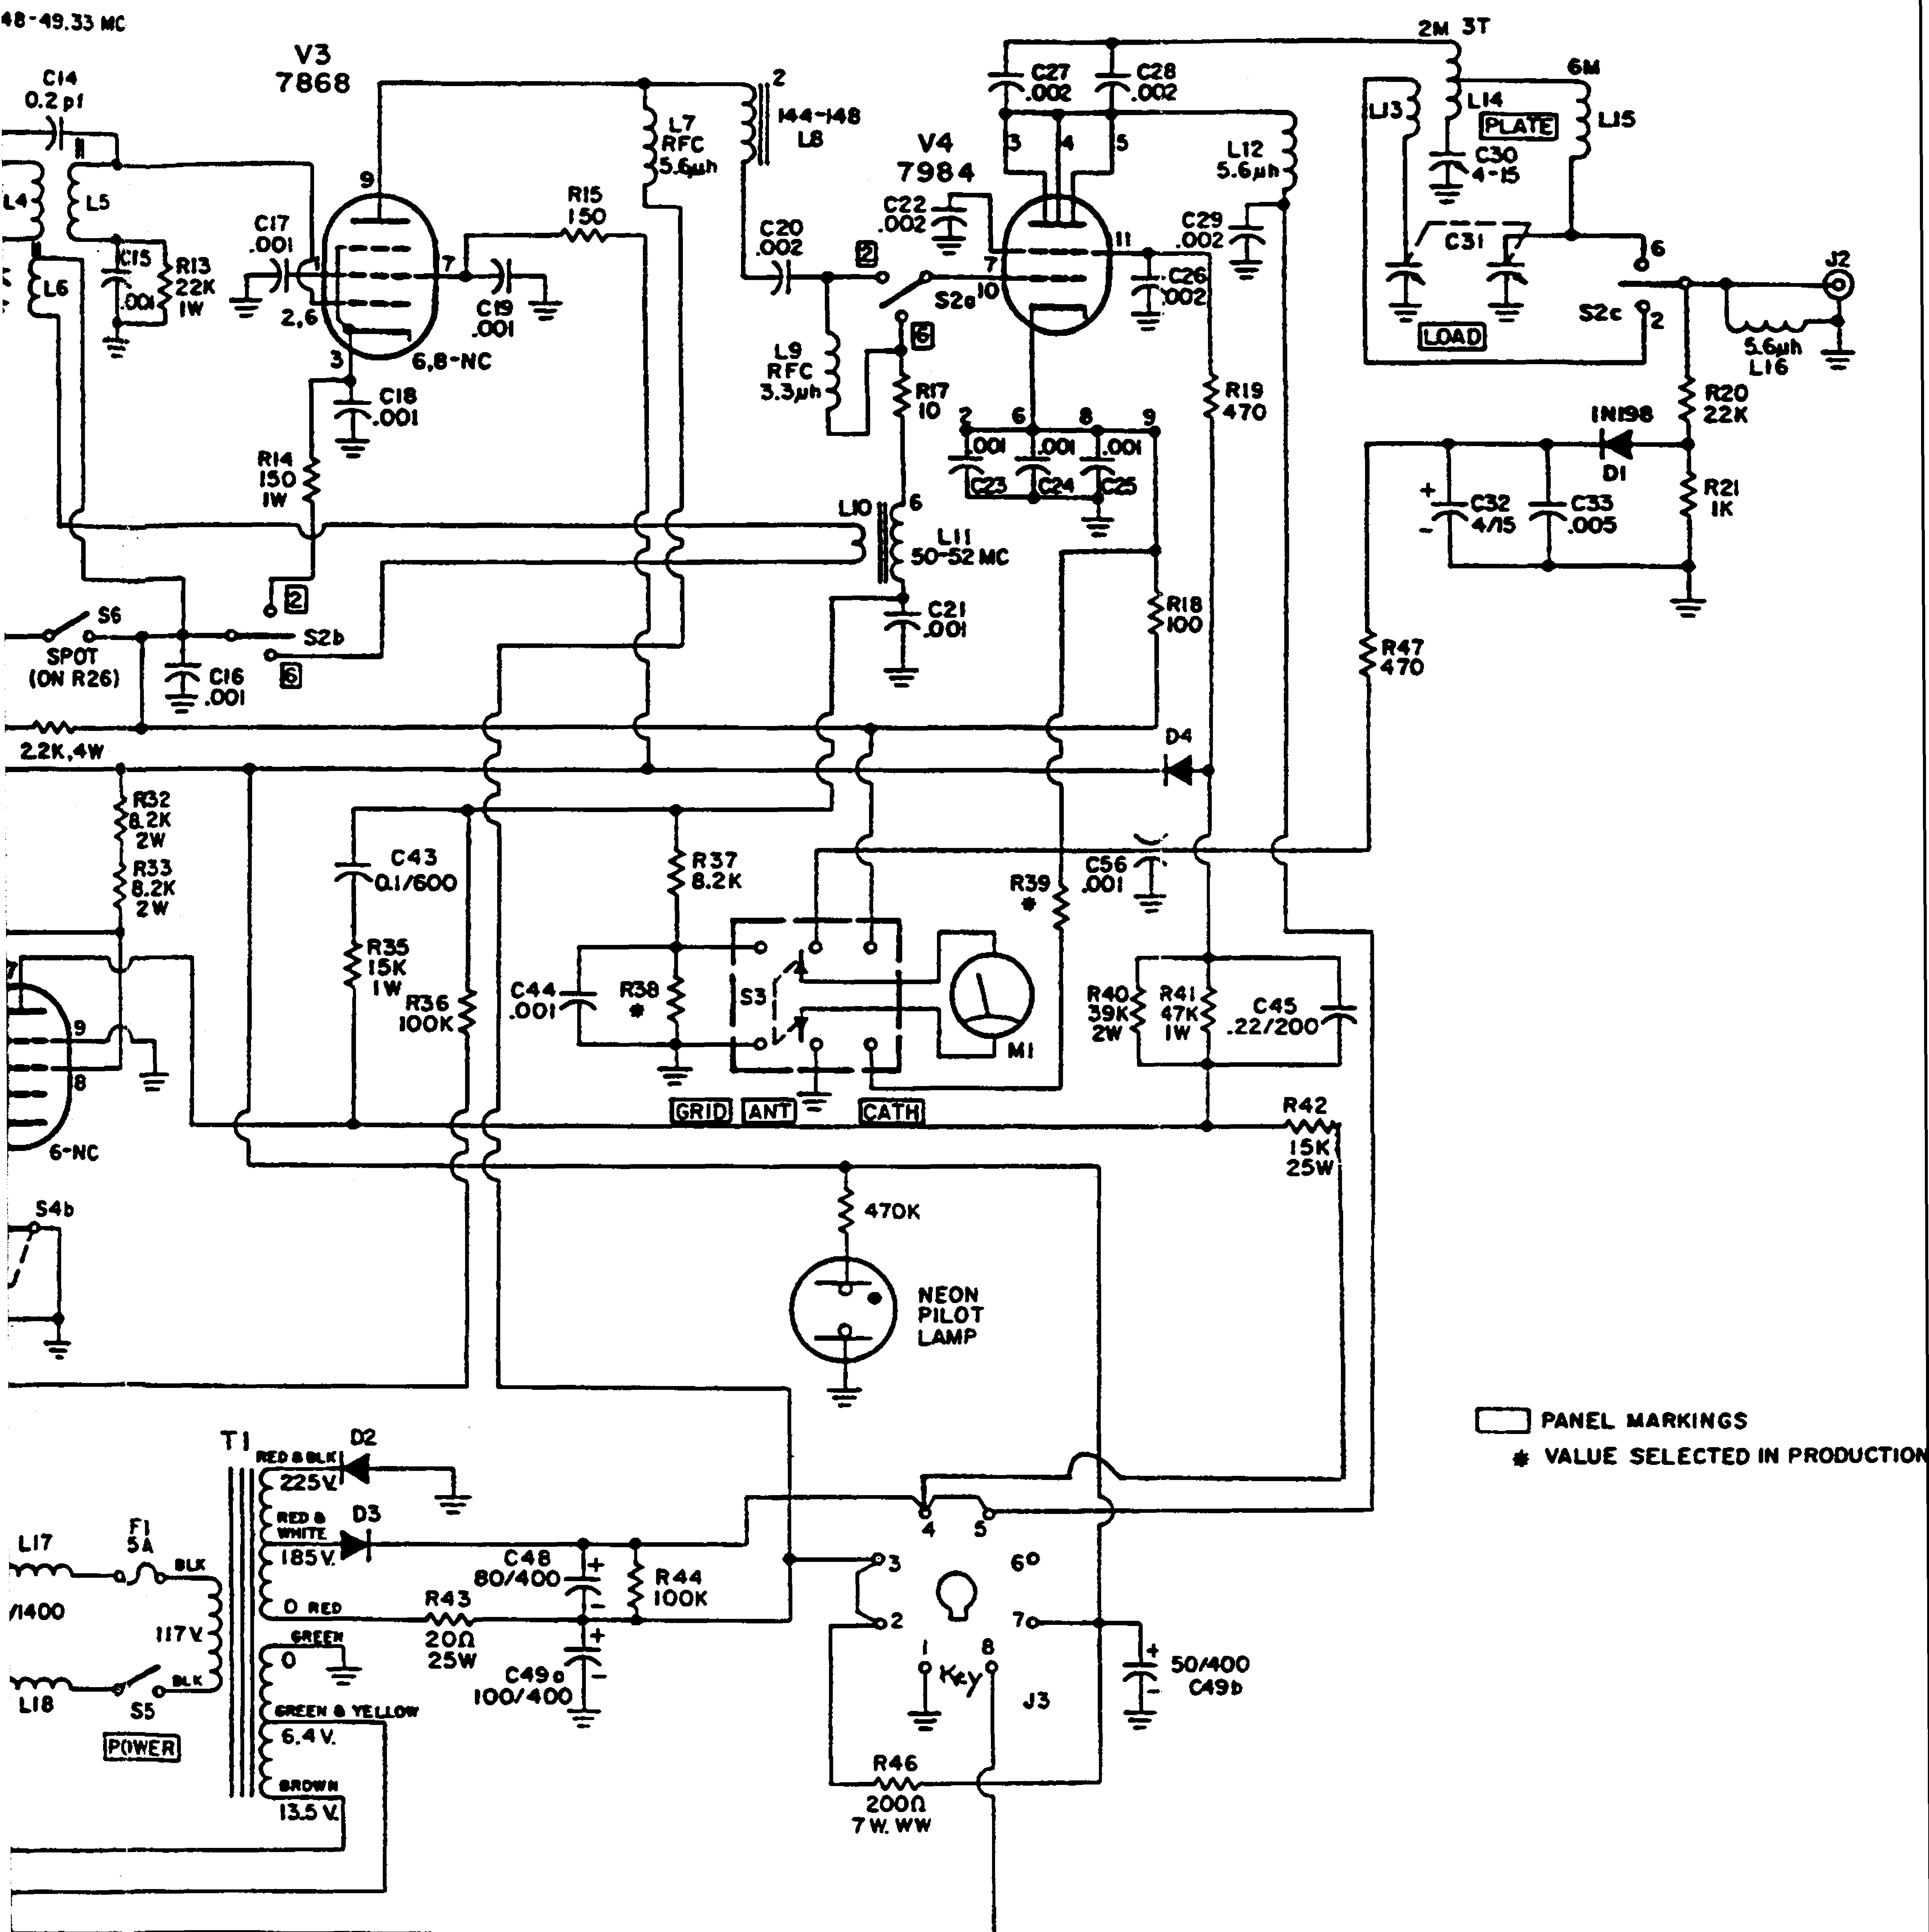 48-49.33 MC
V3
7868
C14
0.2 pf
L4
L5
L6
C15
.001
R13
22K
1W
C17
.001
9
1
7
2,6
3
6,8-NC
C18
.001
C19
.001
R15
150
R14
150
1W
L7
RFC
5.6µh
2
144-148
L8
C20
.002
2
S2a
6
L9
RFC
3.3µh
R17
10
V4
7984
C22
.002
C27
.002
C28
.002
3
4
5
7
10
11
L12
5.6µh
C29
.002
C26
.002
R19
470
2
6
8
9
.001
.001
.001
C23
C24
C25
L10
6
L11
50-52 MC
C21
.001
R18
100
2M 3T
6M
L13
L14
PLATE
L15
C30
4-15
C31
LOAD
6
S2c
2
J2
5.6µh
L16
R20
22K
1N198
D1
R21
1K
+
-
C32
4/15
C33
.005
R47
470
S6
SPOT
(ON R26)
C16
.001
2
S2b
6
2.2K,4W
D4
R32
8.2K
2W
R33
8.2K
2W
C43
0.1/600
R35
15K
1W
R36
100K
R37
8.2K
C44
.001
R38
*
S3
M1
R39
*
C56
.001
GRID
ANT
CATH
R40
39K
2W
R41
47K
1W
C45
.22/200
R42
15K
25W
7
9
8
6-NC
S4b
470K
NEON
PILOT
LAMP
PANEL MARKINGS
* VALUE SELECTED IN PRODUCTION
T1
RED & BLK
225V.
D2
RED &
WHITE
185V.
D3
0 RED
L17
F1
5A
BLK
/1400
117V.
L18
S5
BLK
POWER
GREEN
0
GREEN & YELLOW
6.4V.
BROWN
13.5 V.
R43
20Ω
25W
C48
80/400
+
-
R44
100K
C49a
100/400
+
-
4
5
3
6
2
7
1
Key
8
J3
+
-
50/400
C49b
R46
200Ω
7W. WW